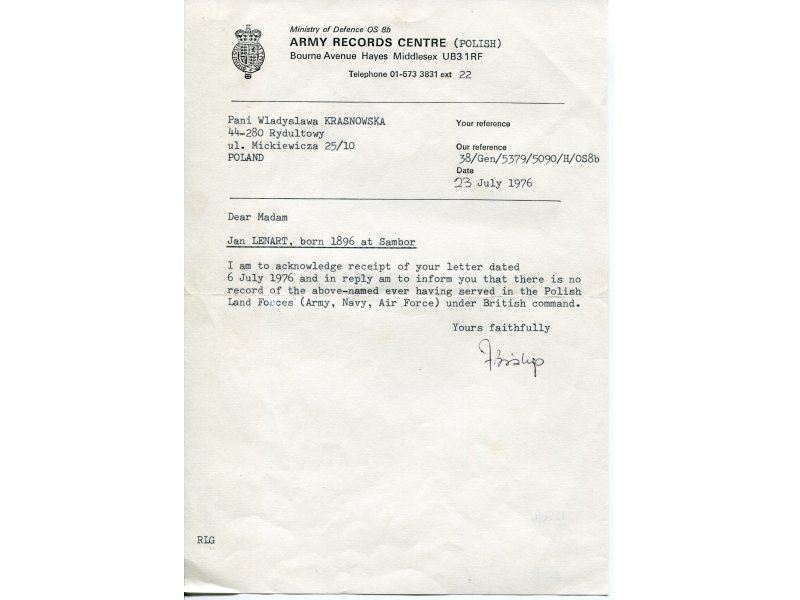 Ministry of Defence OS 8b
ARMY RECORDS CENTRE (POLISH)
Bourne Avenue Hayes Middlesex UB3 1RF
Telephone 01-573 3831 ext 22
Pani Wladyslawa KRASNOWSKA
44-280 Rydultowy
ul. Mickiewicza 25/10
POLAND
Your reference
Our reference
38/Gen/5379/5090/H/OS8b
Date
23 July 1976
Dear Madam
Jan LENART, born 1896 at Sambor
I am to acknowledge receipt of your letter dated
6 July 1976 and in reply am to inform you that there is no
record of the above-named ever having served in the Polish
Land Forces (Army, Navy, Air Force) under British command.
Yours faithfully
FBishop
RLG